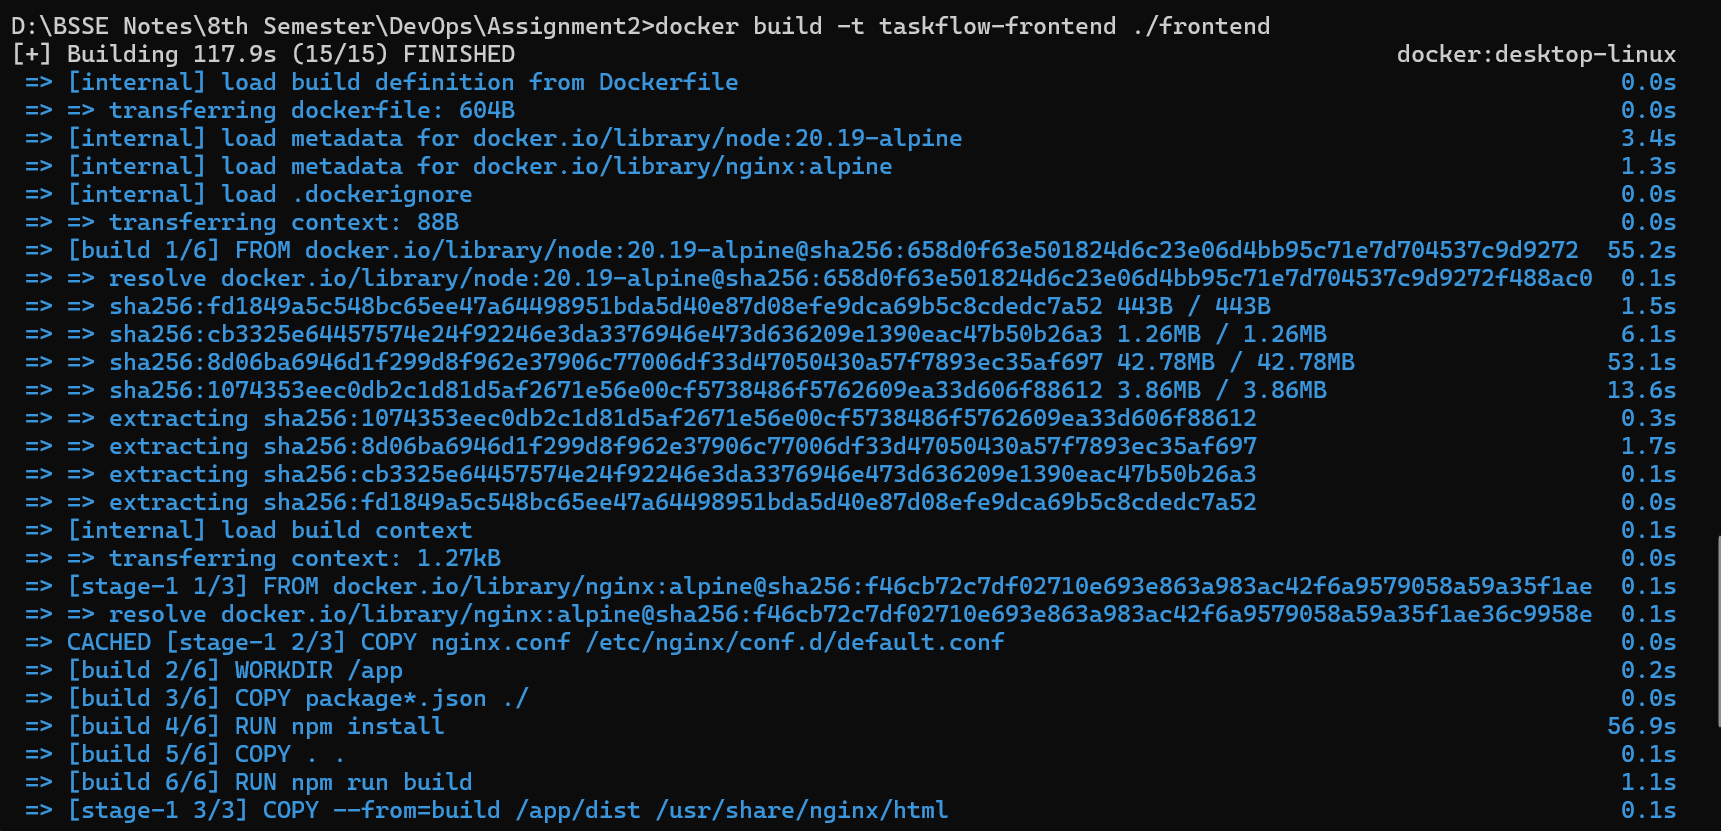 D:\BSSE Notes\8th Semester\DevOps\Assignment2>docker build -t taskflow-frontend ./frontend
[+] Building 117.9s (15/15) FINISHED docker:desktop-linux
=> [internal] load build definition from Dockerfile 0.0s
=> => transferring dockerfile: 604B 0.0s
=> [internal] load metadata for docker.io/library/node:20.19-alpine 3.4s
=> [internal] load metadata for docker.io/library/nginx:alpine 1.3s
=> [internal] load .dockerignore 0.0s
=> => transferring context: 88B 0.0s
=> [build 1/6] FROM docker.io/library/node:20.19-alpine@sha256:658d0f63e501824d6c23e06d4bb95c71e7d704537c9d9272 55.2s
=> => resolve docker.io/library/node:20.19-alpine@sha256:658d0f63e501824d6c23e06d4bb95c71e7d704537c9d9272f488ac0 0.1s
=> => sha256:fd1849a5c548bc65ee47a64498951bda5d40e87d08efe9dca69b5c8cdedc7a52 443B / 443B 1.5s
=> => sha256:cb3325e64457574e24f92246e3da3376946e473d636209e1390eac47b50b26a3 1.26MB / 1.26MB 6.1s
=> => sha256:8d06ba6946d1f299d8f962e37906c77006df33d47050430a57f7893ec35af697 42.78MB / 42.78MB 53.1s
=> => sha256:1074353eec0db2c1d81d5af2671e56e00cf5738486f5762609ea33d606f88612 3.86MB / 3.86MB 13.6s
=> => extracting sha256:1074353eec0db2c1d81d5af2671e56e00cf5738486f5762609ea33d606f88612 0.3s
=> => extracting sha256:8d06ba6946d1f299d8f962e37906c77006df33d47050430a57f7893ec35af697 1.7s
=> => extracting sha256:cb3325e64457574e24f92246e3da3376946e473d636209e1390eac47b50b26a3 0.1s
=> => extracting sha256:fd1849a5c548bc65ee47a64498951bda5d40e87d08efe9dca69b5c8cdedc7a52 0.0s
=> [internal] load build context 0.1s
=> => transferring context: 1.27kB 0.0s
=> [stage-1 1/3] FROM docker.io/library/nginx:alpine@sha256:f46cb72c7df02710e693e863a983ac42f6a9579058a59a35f1ae 0.1s
=> => resolve docker.io/library/nginx:alpine@sha256:f46cb72c7df02710e693e863a983ac42f6a9579058a59a35f1ae36c9958e 0.1s
=> CACHED [stage-1 2/3] COPY nginx.conf /etc/nginx/conf.d/default.conf 0.0s
=> [build 2/6] WORKDIR /app 0.2s
=> [build 3/6] COPY package*.json ./ 0.0s
=> [build 4/6] RUN npm install 56.9s
=> [build 5/6] COPY . . 0.1s
=> [build 6/6] RUN npm run build 1.1s
=> [stage-1 3/3] COPY --from=build /app/dist /usr/share/nginx/html 0.1s